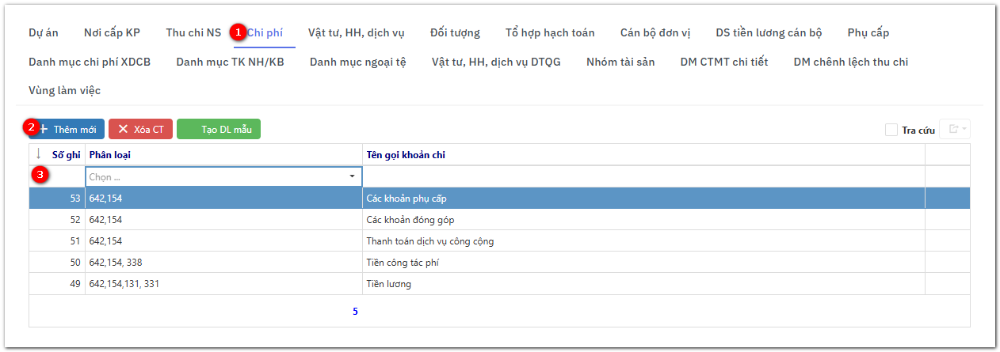 Dự án Nơi cấp KP Thu chi NS 1 Chi phí Vật tư, HH, dịch vụ Đối tượng Tổ hợp hạch toán Cán bộ đơn vị DS tiền lương cán bộ Phụ cấp
Danh mục chi phí XDCB Danh mục TK NH/KB Danh mục ngoại tệ Vật tư, HH, dịch vụ DTQG Nhóm tài sản DM CTMT chi tiết DM chênh lệch thu chi
Vùng làm việc
2 Thêm mới Xóa CT Tạo DL mẫu Tra cứu
Số ghi Phân loại Tên gọi khoản chi
3 Chọn ...
53 642,154 Các khoản phụ cấp
52 642,154 Các khoản đóng góp
51 642,154 Thanh toán dịch vụ công cộng
50 642,154, 338 Tiền công tác phí
49 642,154,131, 331 Tiền lương
5